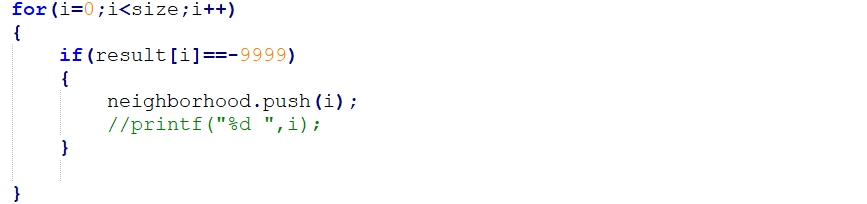 for(i=0;i<size;i++)
{
    if(result[i]==-9999)
    {
        neighborhood.push(i);
        //printf("%d ",i);
    }
}